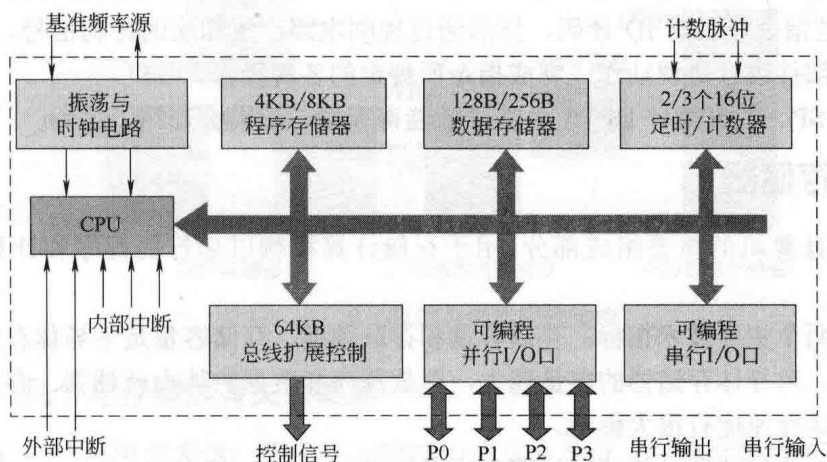 基准频率源
计数脉冲
振荡与
时钟电路
4KB/8KB
程序存储器
128B/256B
数据存储器
2/3个16位
定时/计数器
CPU
内部中断
64KB
总线扩展控制
可编程
并行I/O口
可编程
串行I/O口
外部中断
控制信号
P0
P1
P2
P3
串行输出
串行输入